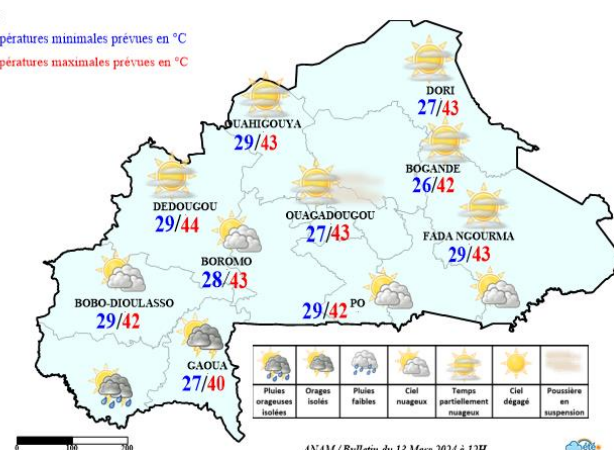 pératures minimales prévues en °C
pératures maximales prévues en °C
DORI
27/43
OUAHIGOUYA
29/43
BOGANDE
26/42
DEDOUGOU
29/44
OUAGADOUGOU
27/43
FADA NGOURMA
29/43
BOROMO
28/43
BOBO-DIOULASSO
29/42
29/42 PO
GAOUA
27/40
Pluies orageuses isolées
Orages isolés
Pluies faibles
Ciel nuageux
Temps partiellement nuageux
Ciel dégagé
Poussière en suspension
0 100 200
ANAM / Bulletin du 13 Mars 2024 à 12H